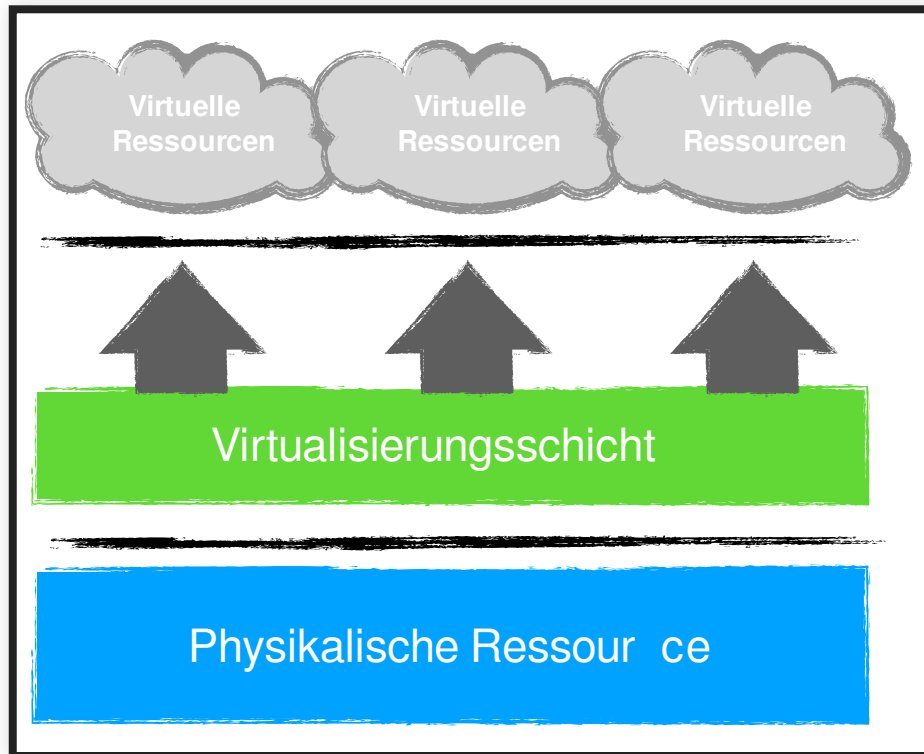 Virtuelle
Ressourcen
Virtuelle
Ressourcen
Virtuelle
Ressourcen
Virtualisierungsschicht
Physikalische Ressour ce